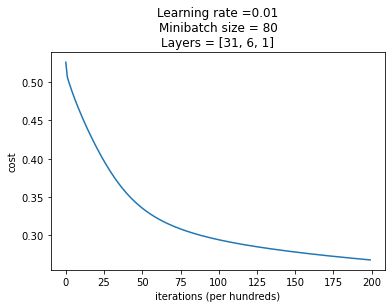 Learning rate =0.01
Minibatch size = 80
Layers = [31, 6, 1]
0.50
0.45
0.40
0.35
0.30
cost
0 25 50 75 100 125 150 175 200
iterations (per hundreds)